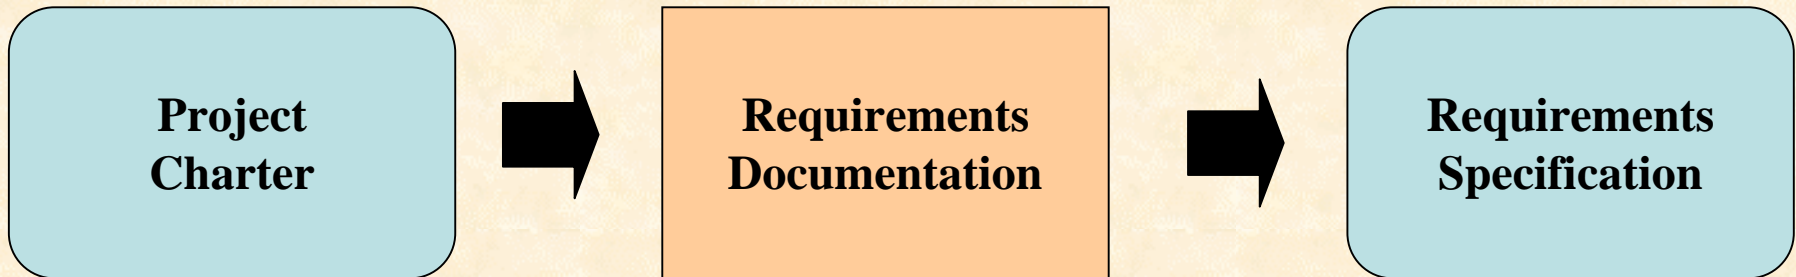 Project
Charter
Requirements
Documentation
Requirements
Specification